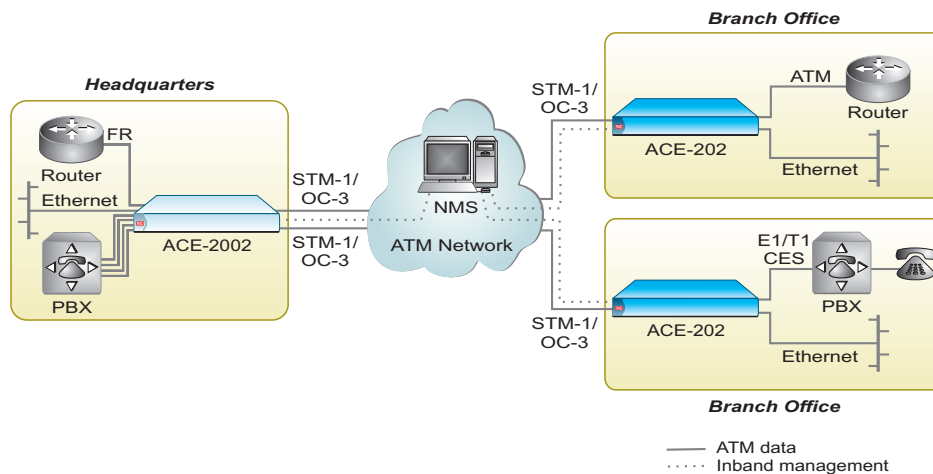 Headquarters
FR
Router
Ethernet
PBX
ACE-2002
STM-1/
OC-3
STM-1/
OC-3
NMS
ATM Network
STM-1/
OC-3
STM-1/
OC-3
Branch Office
ATM
Router
ACE-202
Ethernet
E1/T1
CES
PBX
ACE-202
Ethernet
Branch Office
ATM data
Inband management